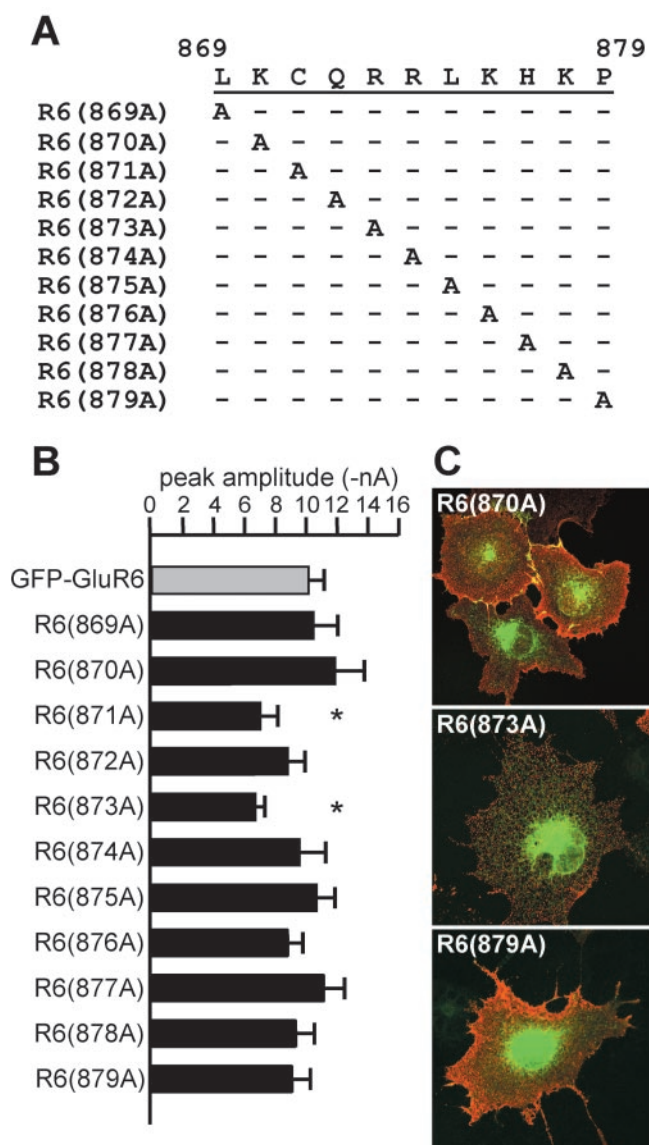 A
869 879
L K C Q R R L K H K P
R6(869A) A - - - - - - - - - -
R6(870A) - A - - - - - - - - -
R6(871A) - - A - - - - - - - -
R6(872A) - - - A - - - - - - -
R6(873A) - - - - A - - - - - -
R6(874A) - - - - - A - - - - -
R6(875A) - - - - - - A - - - -
R6(876A) - - - - - - - A - - -
R6(877A) - - - - - - - - A - -
R6(878A) - - - - - - - - - A -
R6(879A) - - - - - - - - - - A
B
peak amplitude (-nA)
0 2 4 6 8 10 12 14 16
GFP-GluR6
R6(869A)
R6(870A)
R6(871A) *
R6(872A)
R6(873A) *
R6(874A)
R6(875A)
R6(876A)
R6(877A)
R6(878A)
R6(879A)
C
R6(870A)
R6(873A)
R6(879A)